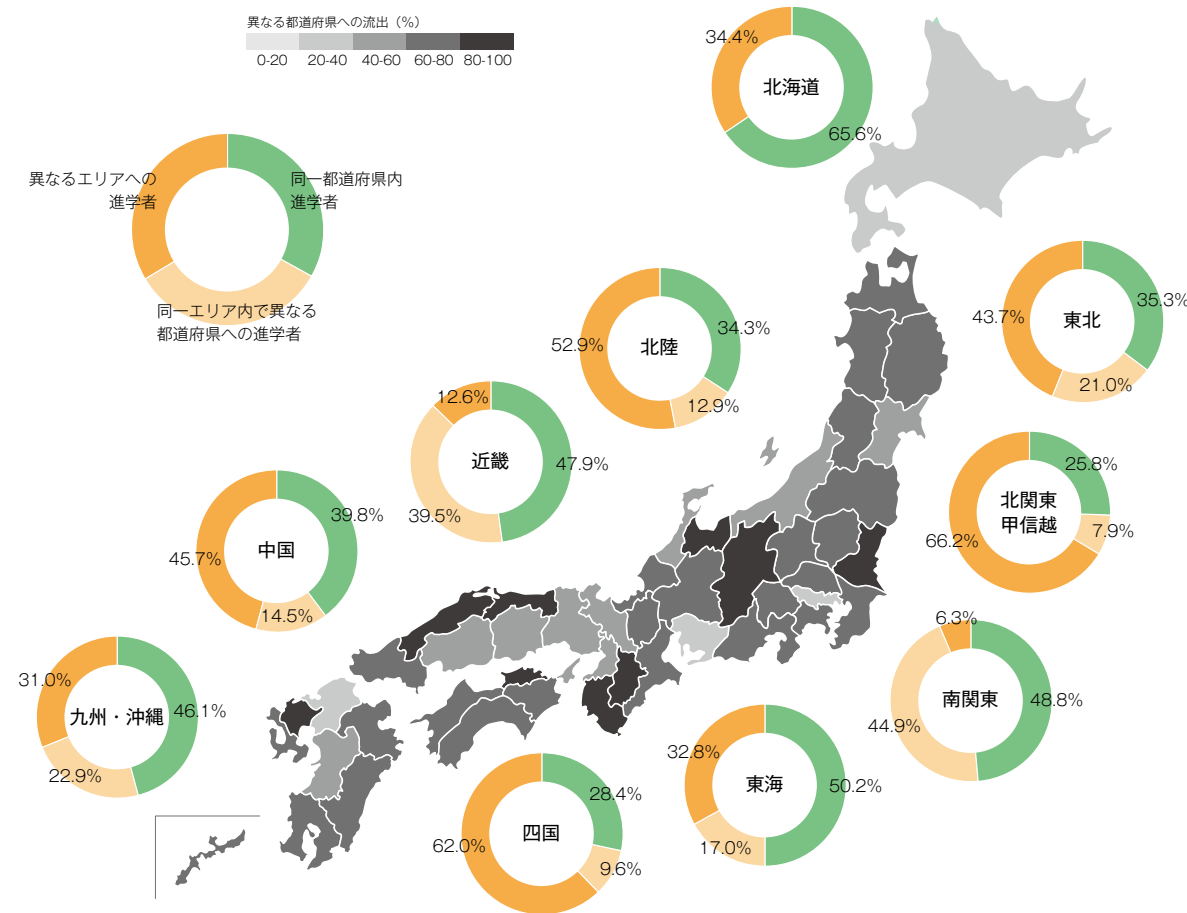 異なる都道府県への流出（%）
0-20 20-40 40-60 60-80 80-100
34.4%
北海道
65.6%
異なるエリアへの
進学者
同一都道府県内
進学者
同一エリア内で異なる
都道府県への進学者
43.7%
東北
35.3%
21.0%
52.9%
北陸
34.3%
12.9%
12.6%
近畿
47.9%
39.5%
25.8%
北関東
甲信越
7.9%
66.2%
39.8%
中国
45.7%
14.5%
6.3%
南関東
48.8%
44.9%
31.0%
九州・沖縄
46.1%
22.9%
32.8%
東海
50.2%
17.0%
28.4%
四国
62.0%
9.6%